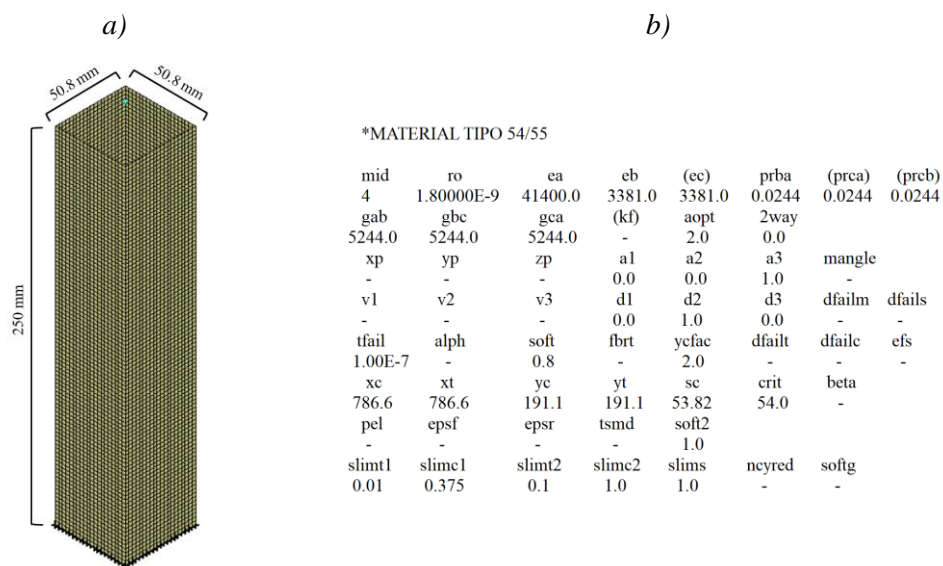 a)
b)
50.8 mm
50.8 mm
250 mm
*MATERIAL TIPO 54/55
mid ro ea eb (ec) prba (prca) (prcb)
4 1.80000E-9 41400.0 3381.0 3381.0 0.0244 0.0244 0.0244
gab gbc gca (kf) aopt 2way
5244.0 5244.0 5244.0 - 2.0 0.0
xp yp zp a1 a2 a3 mangle
- - - 0.0 0.0 1.0 -
v1 v2 v3 d1 d2 d3 dfailm dfails
- - - 0.0 1.0 0.0 - -
tfail alph soft fbrt ycfac dfailt dfailc efs
1.00E-7 - 0.8 - 2.0 - - -
xc xt yc yt sc crit beta
786.6 786.6 191.1 191.1 53.82 54.0 -
pel epsf epsr tsmd soft2
- - - - 1.0
slimt1 slimc1 slimt2 slimc2 slims ncyred softg
0.01 0.375 0.1 1.0 1.0 - -